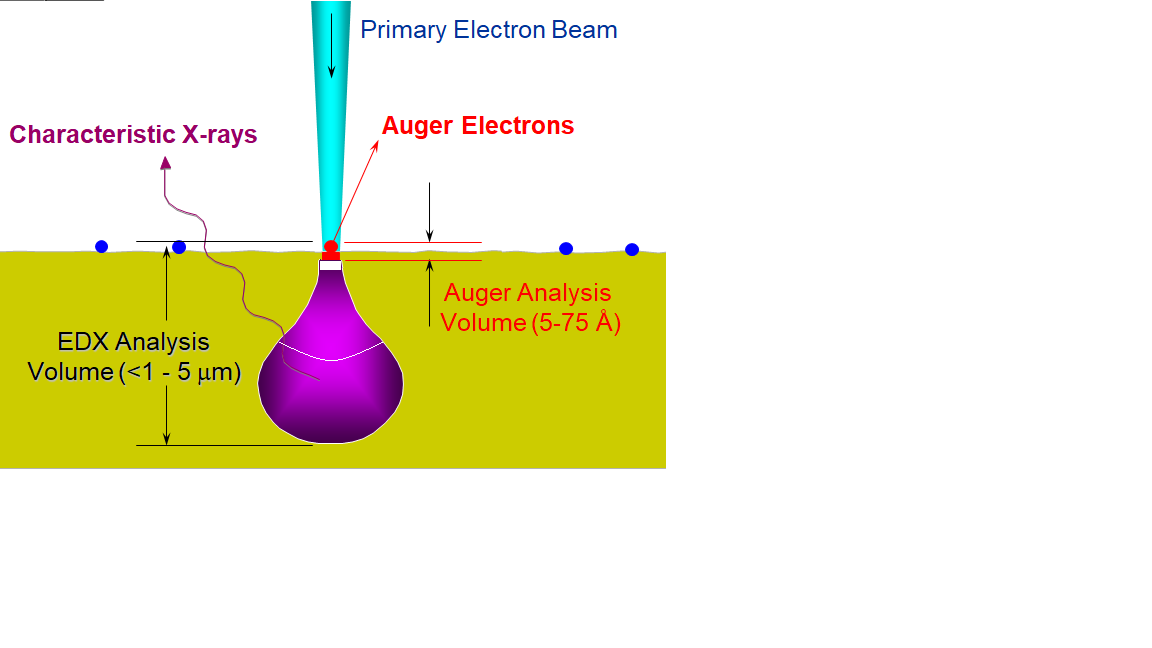 Primary Electron Beam
Auger Electrons
Characteristic X-rays
Auger Analysis
Volume (5-75 Å)
EDX Analysis
Volume (<1 - 5 μm)